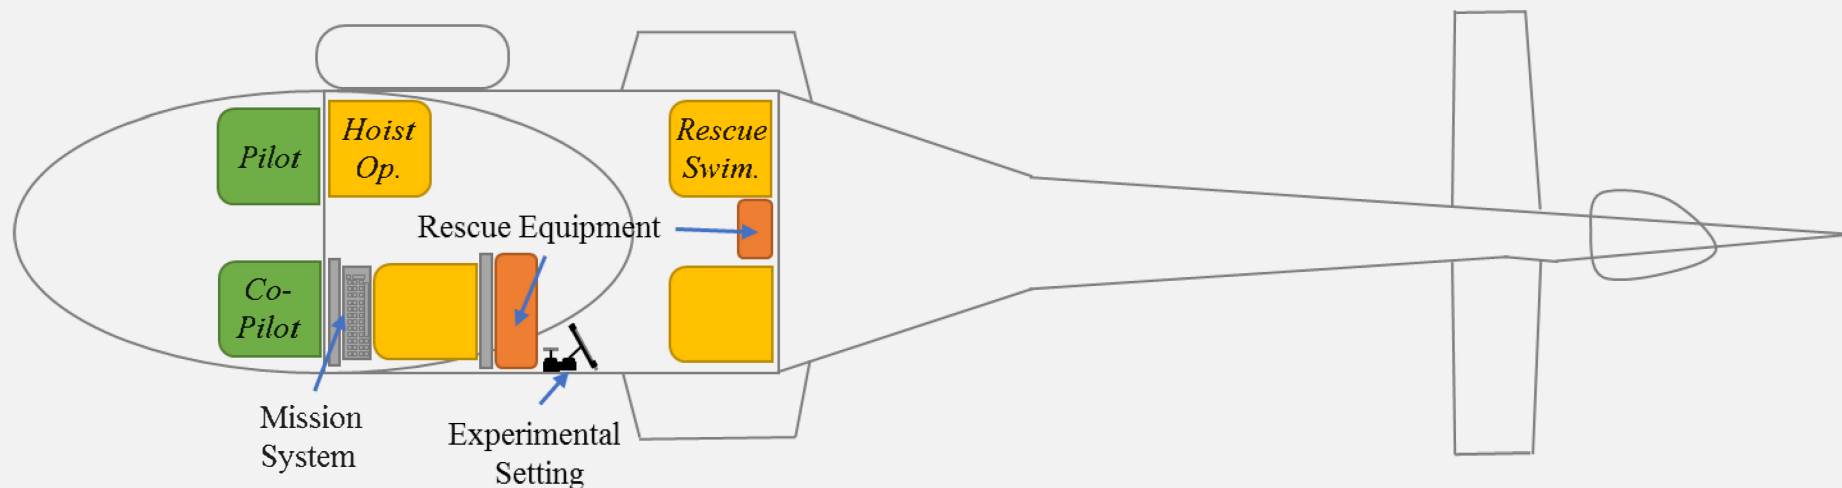 Pilot
Hoist
Op.
Rescue
Swim.
Rescue Equipment
Co-
Pilot
Mission
System
Experimental
Setting